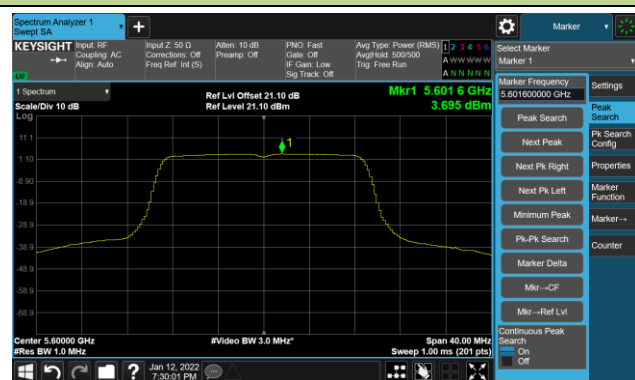 Spectrum Analyzer 1
Swept SA
Marker
KEYSIGHT
Input: RF
Coupling: AC
Align: Auto
Input Z: 50 Ω
Corrections: Off
Freq Ref: Int (S)
Atten: 10 dB
Preamp: Off
PNO: Fast
Gate: Off
IF Gain: Low
Sig Track: Off
Avg Type: Power (RMS)
Avg|Hold: 500/500
Trig: Free Run
1 2 3 4 5 6
A W W W W W
A N N N N N
LV
Select Marker
Marker 1
1 Spectrum
Scale/Div 10 dB
Log
Ref Lvl Offset 21.10 dB
Ref Level 21.10 dBm
Mkr1 5.601 6 GHz
3.695 dBm
1
11.1
1.10
-8.90
-18.9
-28.9
-38.9
-48.9
-58.9
-68.9
Center 5.60000 GHz
#Res BW 1.0 MHz
#Video BW 3.0 MHz*
Span 40.00 MHz
Sweep 1.00 ms (201 pts)
Marker Frequency
5.601600000 GHz
Peak Search
Next Peak
Next Pk Right
Next Pk Left
Minimum Peak
Pk-Pk Search
Marker Delta
Mkr→CF
Mkr→Ref Lvl
Continuous Peak
Search
On
Off
Settings
Peak
Search
Pk Search
Config
Properties
Marker
Function
Marker→
Counter
?
Jan 12, 2022
7:30:01 PM